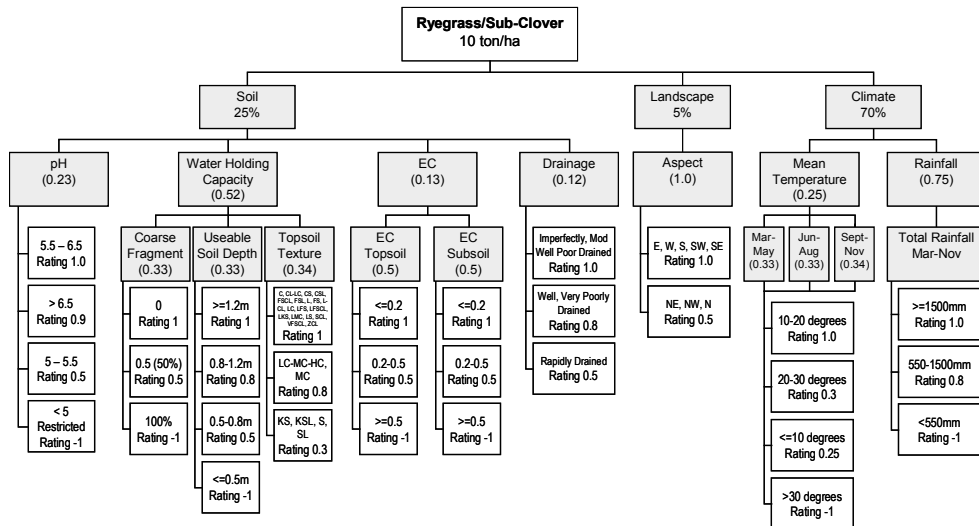 Ryegrass/Sub-Clover
10 ton/ha
Soil
25%
Landscape
5%
Climate
70%
pH
(0.23)
Water Holding
Capacity
(0.52)
EC
(0.13)
Drainage
(0.12)
Aspect
(1.0)
Mean
Temperature
(0.25)
Rainfall
(0.75)
5.5 – 6.5
Rating 1.0
> 6.5
Rating 0.9
5 – 5.5
Rating 0.5
< 5
Restricted
Rating -1
Coarse
Fragment
(0.33)
0
Rating 1
0.5 (50%)
Rating 0.5
100%
Rating -1
Useable
Soil Depth
(0.33)
>=1.2m
Rating 1
0.8-1.2m
Rating 0.8
0.5-0.8m
Rating 0.5
<=0.5m
Rating -1
Topsoil
Texture
(0.34)
C, CL-LC, CS, CSL,
FSCL, FSL, L, FS, L-
CL, LC, LFS, LFSCL,
LKS, LMC, LS, SCL,
VFSCL, ZCL
Rating 1
LC-MC-HC,
MC
Rating 0.8
KS, KSL, S,
SL
Rating 0.3
EC
Topsoil
(0.5)
<=0.2
Rating 1
0.2-0.5
Rating 0.5
>=0.5
Rating -1
EC
Subsoil
(0.5)
<=0.2
Rating 1
0.2-0.5
Rating 0.5
>=0.5
Rating -1
Imperfectly, Mod
Well Poor Drained
Rating 1.0
Well, Very Poorly
Drained
Rating 0.8
Rapidly Drained
Rating 0.5
E, W, S, SW, SE
Rating 1.0
NE, NW, N
Rating 0.5
Mar-
May
(0.33)
Jun-
Aug
(0.33)
Sept-
Nov
(0.34)
10-20 degrees
Rating 1.0
20-30 degrees
Rating 0.3
<=10 degrees
Rating 0.25
>30 degrees
Rating -1
Total Rainfall
Mar-Nov
>=1500mm
Rating 1.0
550-1500mm
Rating 0.8
<550mm
Rating -1